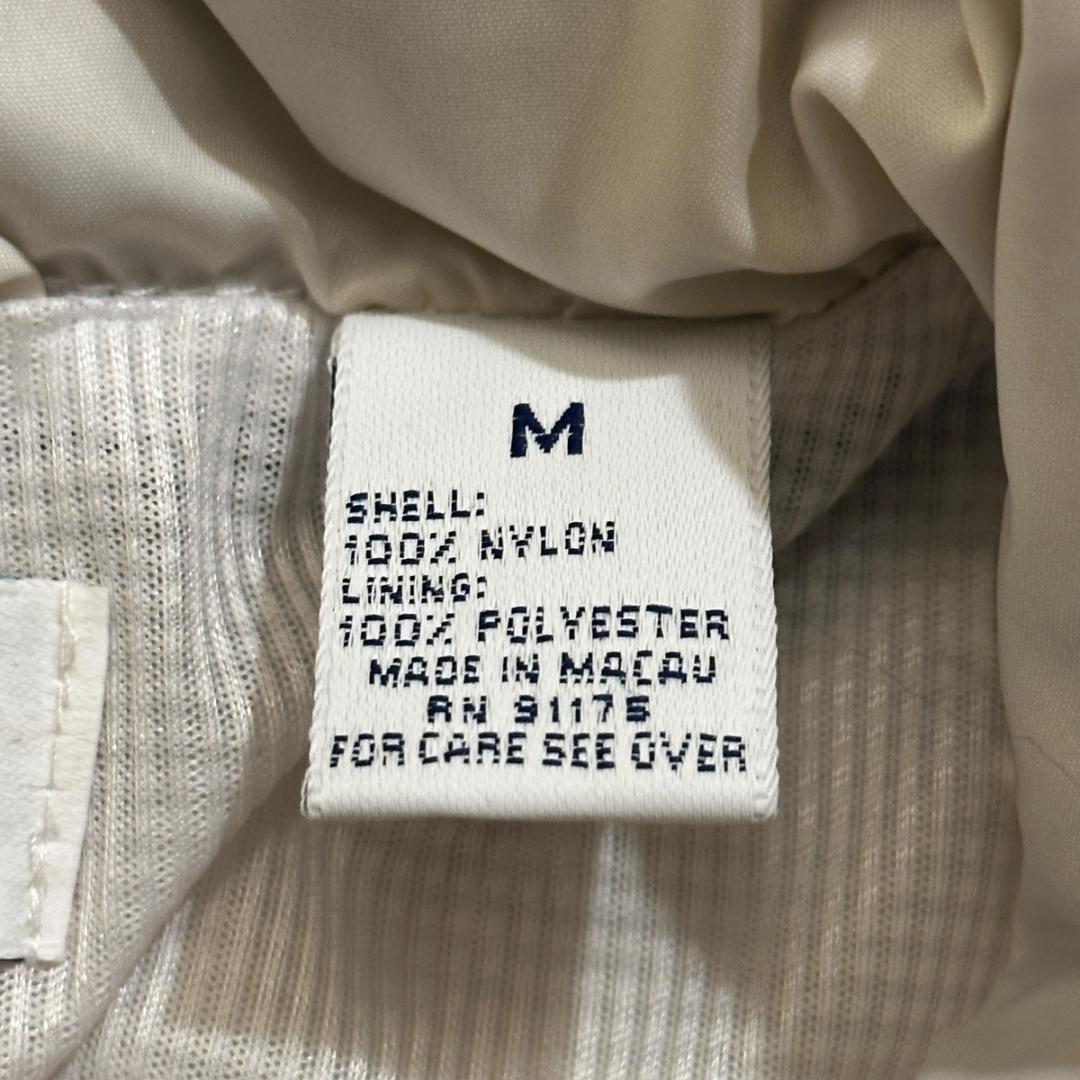 M
SHELL:
100% NYLON
LINING:
100% POLYESTER
MADE IN MACAU
RN 91175
FOR CARE SEE OVER